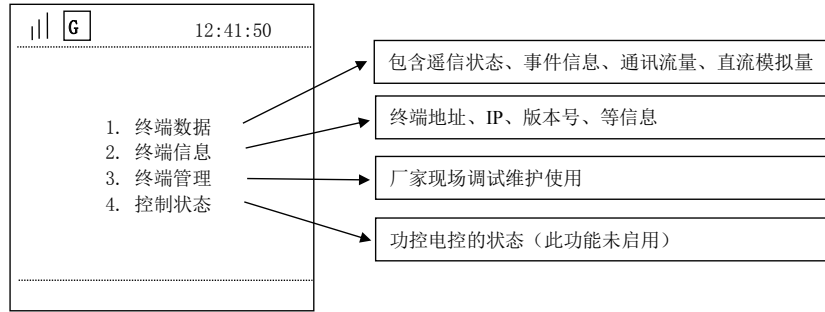 G 12:41:50
包含遥信状态、事件信息、通讯流量、直流模拟量
1. 终端数据
终端地址、IP、版本号、等信息
2. 终端信息
3. 终端管理
厂家现场调试维护使用
4. 控制状态
功控电控的状态（此功能未启用）